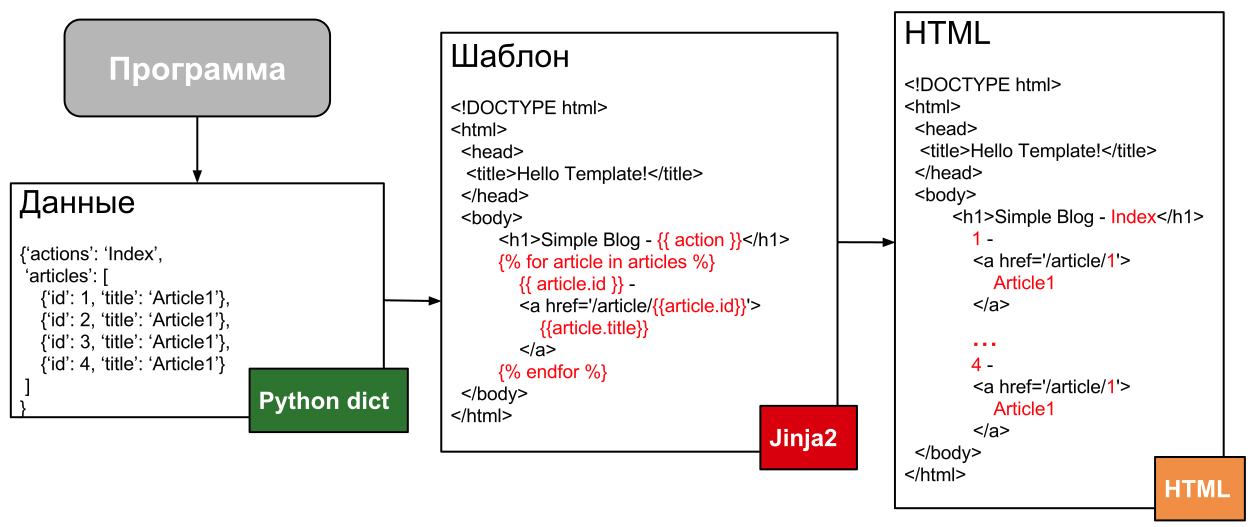 Программа
Данные
{‘actions’: ‘Index’,
‘articles’: [
{‘id’: 1, ‘title’: ‘Article1’},
{‘id’: 2, ‘title’: ‘Article1’},
{‘id’: 3, ‘title’: ‘Article1’},
{‘id’: 4, ‘title’: ‘Article1’}
]
}
Python dict
Шаблон
<!DOCTYPE html>
<html>
<head>
<title>Hello Template!</title>
</head>
<body>
<h1>Simple Blog - {{ action }}</h1>
{% for article in articles %}
{{ article.id }} -
<a href='/article/{{article.id}}'>
{{article.title}}
</a>
{% endfor %}
</body>
</html>
Jinja2
HTML
<!DOCTYPE html>
<html>
<head>
<title>Hello Template!</title>
</head>
<body>
<h1>Simple Blog - Index</h1>
1 -
<a href='/article/1'>
Article1
</a>
...
4 -
<a href='/article/1'>
Article1
</a>
</body>
</html>
HTML